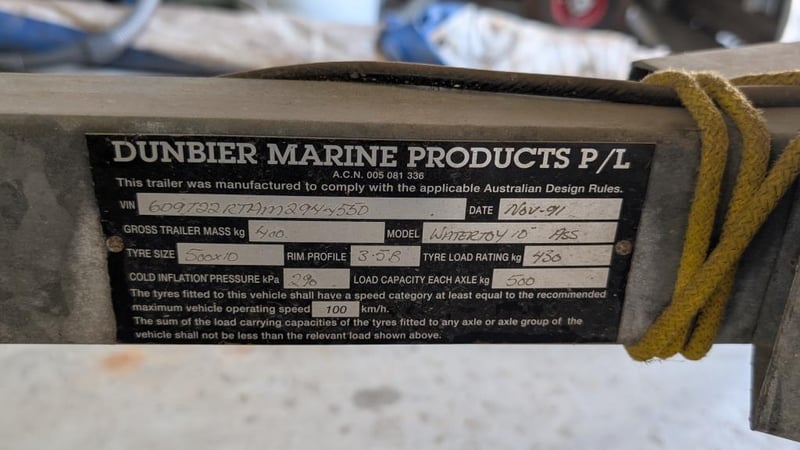 DUNBIER MARINE PRODUCTS P/L
A.C.N. 005 081 336
This trailer was manufactured to comply with the applicable Australian Design Rules.
VIN DATE Nov-91
GROSS TRAILER MASS kg 400 MODEL WATERTOY 10" ASS
TYRE SIZE 500x10 RIM PROFILE 3.5B TYRE LOAD RATING kg 430
COLD INFLATION PRESSURE kPa 290 LOAD CAPACITY EACH AXLE kg 500
The tyres fitted to this vehicle shall have a speed category at least equal to the recommended
maximum vehicle operating speed 100 km/h.
The sum of the load carrying capacities of the tyres fitted to any axle or axle group of the
vehicle shall not be less than the relevant load shown above.